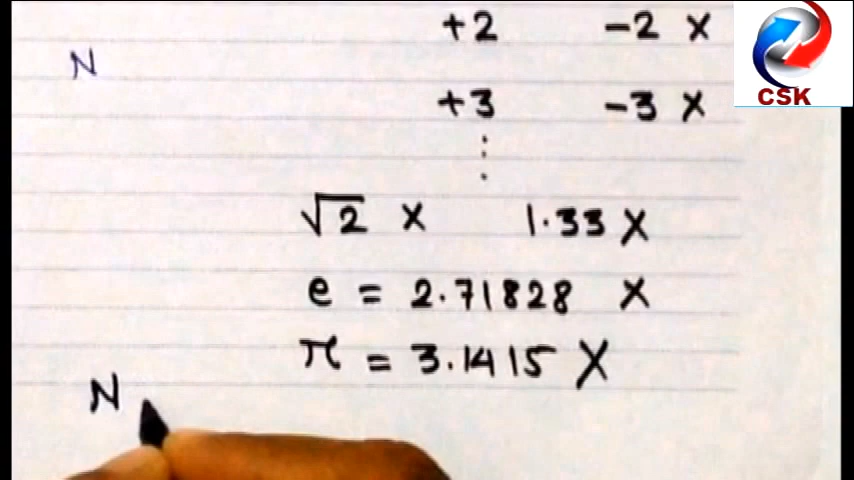 +2 -2 X
N
+3 -3 X
⋮
√2 X 1.33 X
e = 2.71828 X
π = 3.1415 X
N
CSK